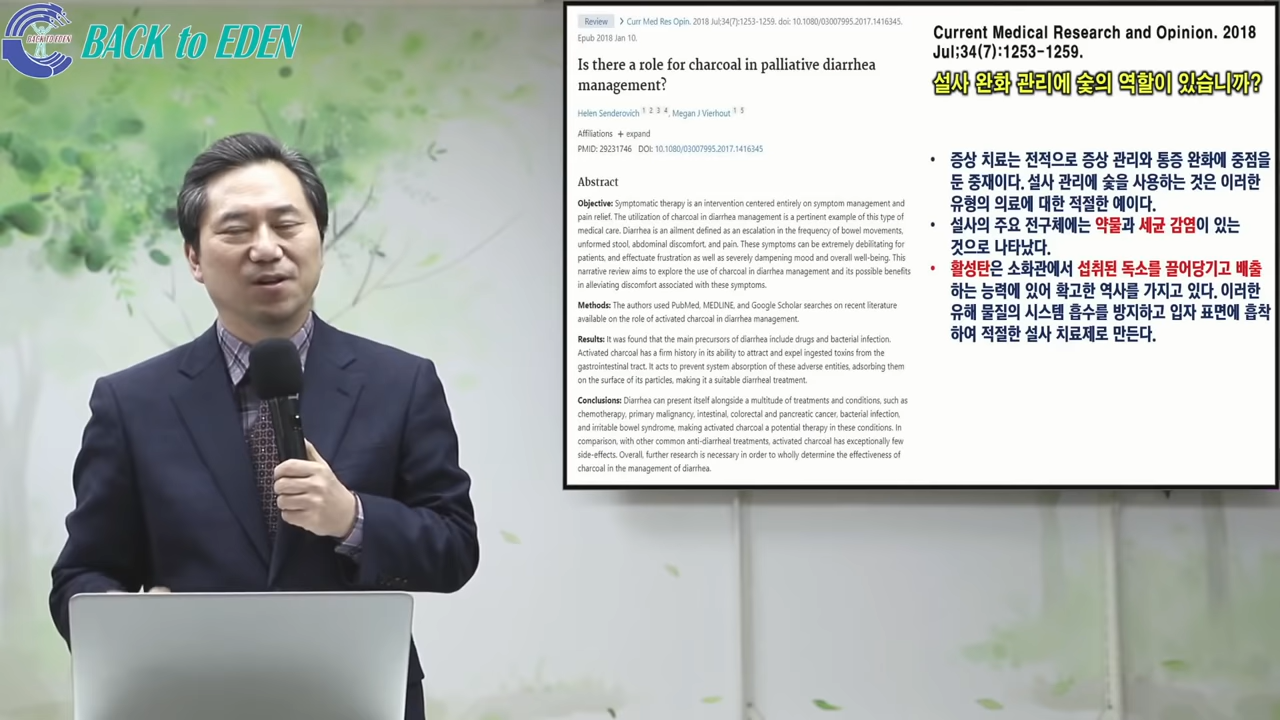 BACK to EDEN
BACK to EDEN
Review > Curr Med Res Opin. 2018 Jul;34(7):1253-1259. doi: 10.1080/03007995.2017.1416345.
Epub 2018 Jan 10.
Is there a role for charcoal in palliative diarrhea
management?
Helen Senderovich 1 2 3 4, Megan J Vierhout 1 5
Affiliations + expand
PMID: 29231746 DOI: 10.1080/03007995.2017.1416345
Abstract
Objective: Symptomatic therapy is an intervention centered entirely on symptom management and
pain relief. The utilization of charcoal in diarrhea management is a pertinent example of this type of
medical care. Diarrhea is an ailment defined as an escalation in the frequency of bowel movements,
unformed stool, abdominal discomfort, and pain. These symptoms can be extremely debilitating for
patients, and effectuate frustration as well as severely dampening mood and overall well-being. This
narrative review aims to explore the use of charcoal in diarrhea management and its possible benefits
in alleviating discomfort associated with these symptoms.
Methods: The authors used PubMed, MEDLINE, and Google Scholar searches on recent literature
available on the role of activated charcoal in diarrhea management.
Results: It was found that the main precursors of diarrhea include drugs and bacterial infection.
Activated charcoal has a firm history in its ability to attract and expel ingested toxins from the
gastrointestinal tract. It acts to prevent system absorption of these adverse entities, adsorbing them
on the surface of its particles, making it a suitable diarrheal treatment.
Conclusions: Diarrhea can present itself alongside a multitude of treatments and conditions, such as
chemotherapy, primary malignancy, intestinal, colorectal and pancreatic cancer, bacterial infection,
and irritable bowel syndrome, making activated charcoal a potential therapy in these conditions. In
comparison, with other common anti-diarrheal treatments, activated charcoal has exceptionally few
side-effects. Overall, further research is necessary in order to wholly determine the effectiveness of
charcoal in the management of diarrhea.
Current Medical Research and Opinion. 2018
Jul;34(7):1253-1259.
설사 완화 관리에 숯의 역할이 있습니까?
• 증상 치료는 전적으로 증상 관리와 통증 완화에 중점을
둔 중재이다. 설사 관리에 숯을 사용하는 것은 이러한
유형의 의료에 대한 적절한 예이다.
• 설사의 주요 전구체에는 약물과 세균 감염이 있는
것으로 나타났다.
• 활성탄은 소화관에서 섭취된 독소를 끌어당기고 배출
하는 능력에 있어 확고한 역사를 가지고 있다. 이러한
유해 물질의 시스템 흡수를 방지하고 입자 표면에 흡착
하여 적절한 설사 치료제로 만든다.